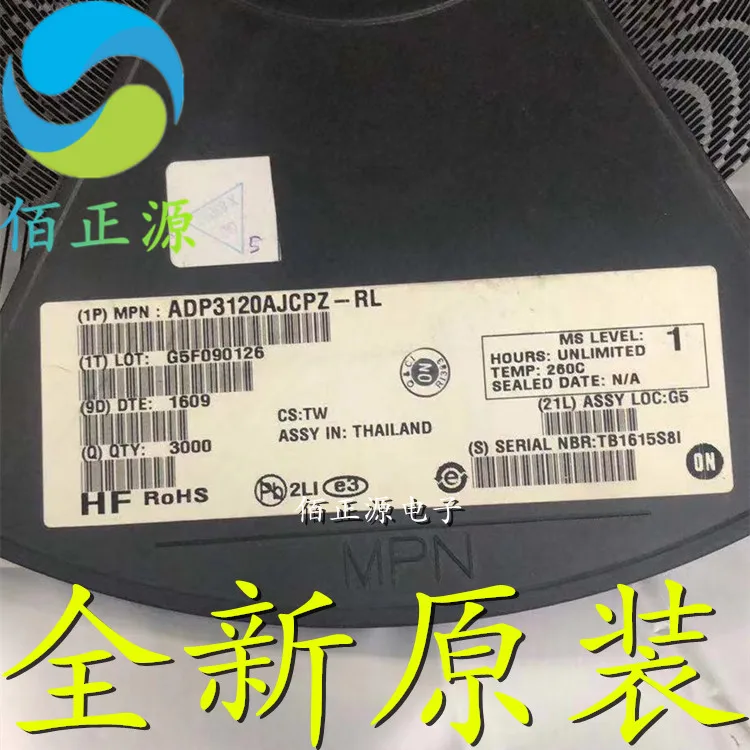 佰正源
5
(1P) MPN : ADP3120AJCPZ-RL
(1T) LOT: G5F090126
(9D) DTE: 1609
(Q) QTY: 3000
CS:TW
ASSY IN: THAILAND
MS LEVEL: 1
HOURS: UNLIMITED
TEMP: 260C
SEALED DATE: N/A
(21L) ASSY LOC:G5
(S) SERIAL NBR:TB1615S8I
HF RoHS
Pb 2LI e3
e
ON
佰正源电子
MPN
全新原装